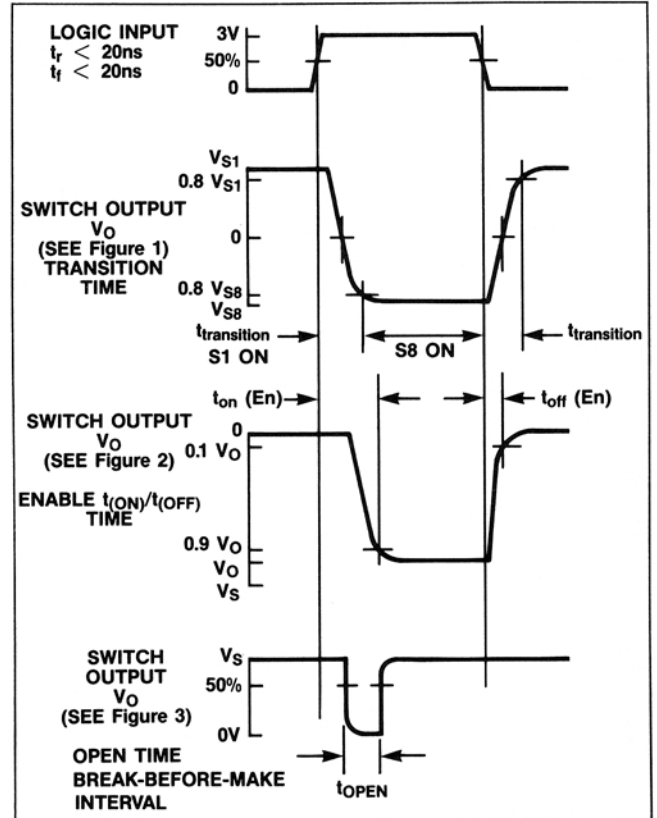 LOGIC INPUT
tr < 20ns
tf < 20ns
3V
50%
0
VS1
0.8 VS1
SWITCH OUTPUT
VO
(SEE Figure 1)
TRANSITION
TIME
0
0.8 VS8
VS8
ttransition
S1 ON
S8 ON
ttransition
ton (En)
toff (En)
SWITCH OUTPUT
VO
(SEE Figure 2)
ENABLE t(ON)/t(OFF)
TIME
0
0.1 VO
0.9 VO
VO
VS
SWITCH
OUTPUT
VO
(SEE Figure 3)
VS
50%
0V
OPEN TIME
BREAK-BEFORE-MAKE
INTERVAL
tOPEN